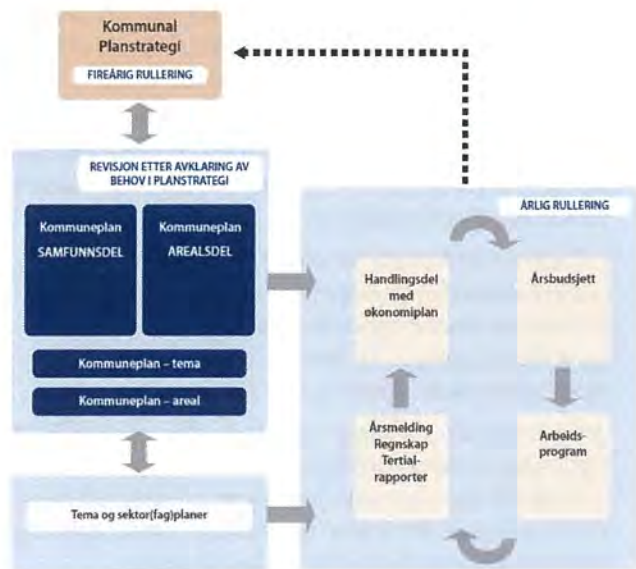 Kommunal
Planstrategi
FIREÅRIG RULLERING
REVISJON ETTER AVKLARING AV
BEHOV I PLANSTRATEGI
Kommuneplan
SAMFUNNSDEL
Kommuneplan
AREALSDEL
Kommuneplan – tema
Kommuneplan – areal
Tema og sektor(fag)planer
ÅRLIG RULLERING
Handlingsdel
med
økonomiplan
Årsbudsjett
Årsmelding
Regnskap
Tertial-
rapporter
Arbeids-
program